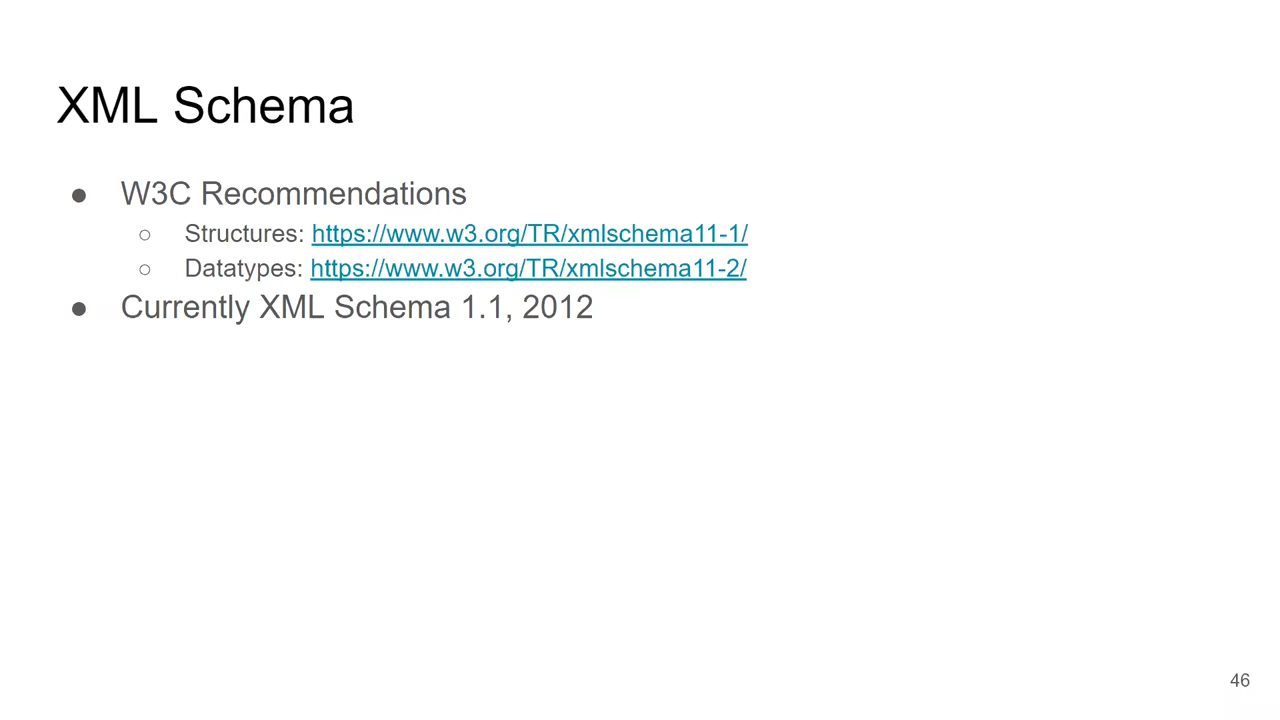 XML Schema
● W3C Recommendations
○ Structures: https://www.w3.org/TR/xmlschema11-1/
○ Datatypes: https://www.w3.org/TR/xmlschema11-2/
● Currently XML Schema 1.1, 2012
46